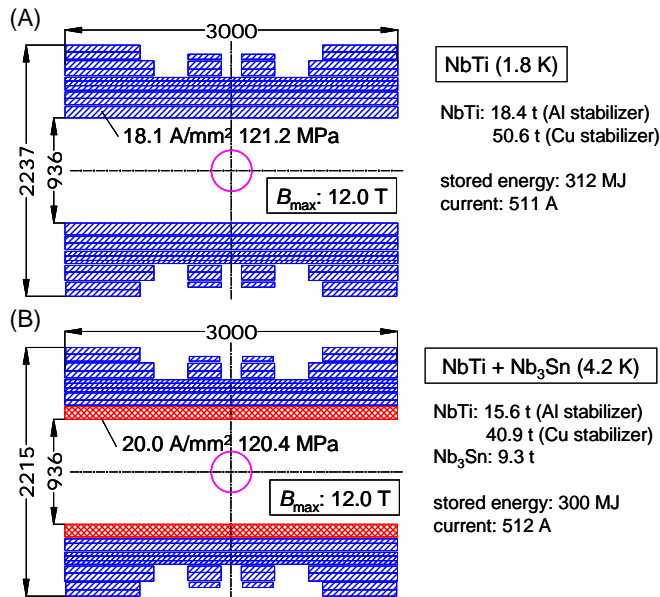 (A)
3000
NbTi (1.8 K)
NbTi: 18.4 t (Al stabilizer)
50.6 t (Cu stabilizer)
stored energy: 312 MJ
current: 511 A
18.1 A/mm² 121.2 MPa
2237
936
Bmax: 12.0 T
(B)
3000
NbTi + Nb₃Sn (4.2 K)
NbTi: 15.6 t (Al stabilizer)
40.9 t (Cu stabilizer)
Nb₃Sn: 9.3 t
stored energy: 300 MJ
current: 512 A
20.0 A/mm² 120.4 MPa
2215
936
Bmax: 12.0 T